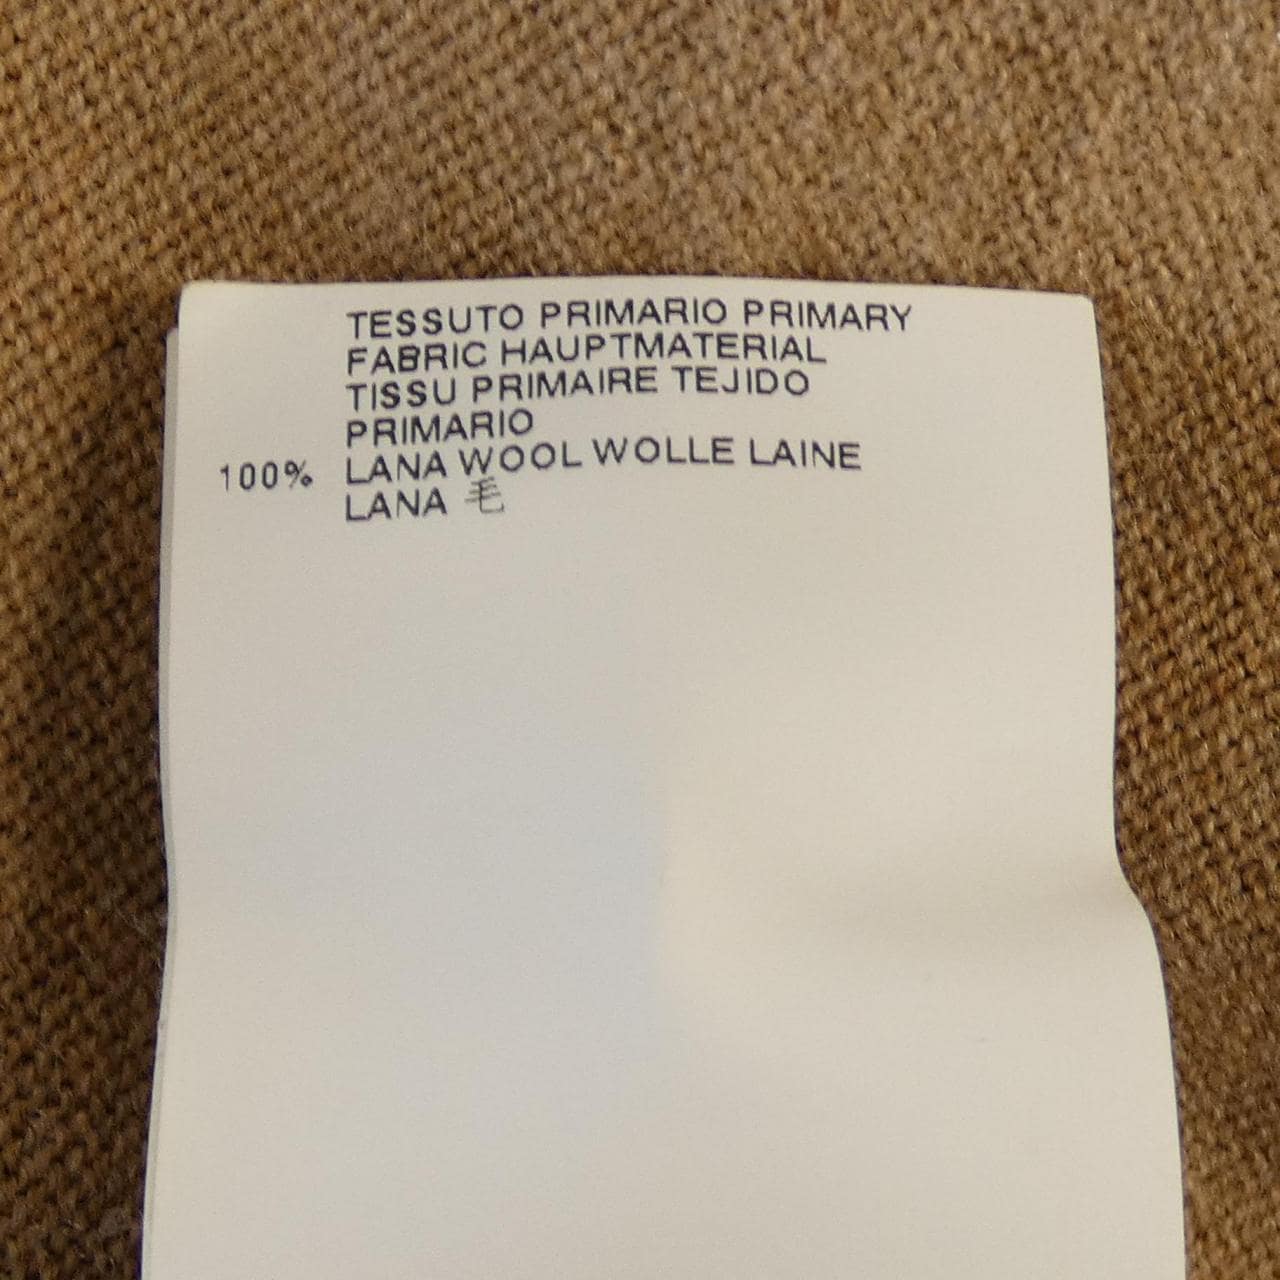 TESSUTO PRIMARIO PRIMARY
FABRIC HAUPTMATERIAL
TISSU PRIMAIRE TEJIDO
PRIMARIO
100% LANA WOOL WOLLE LAINE
LANA 毛